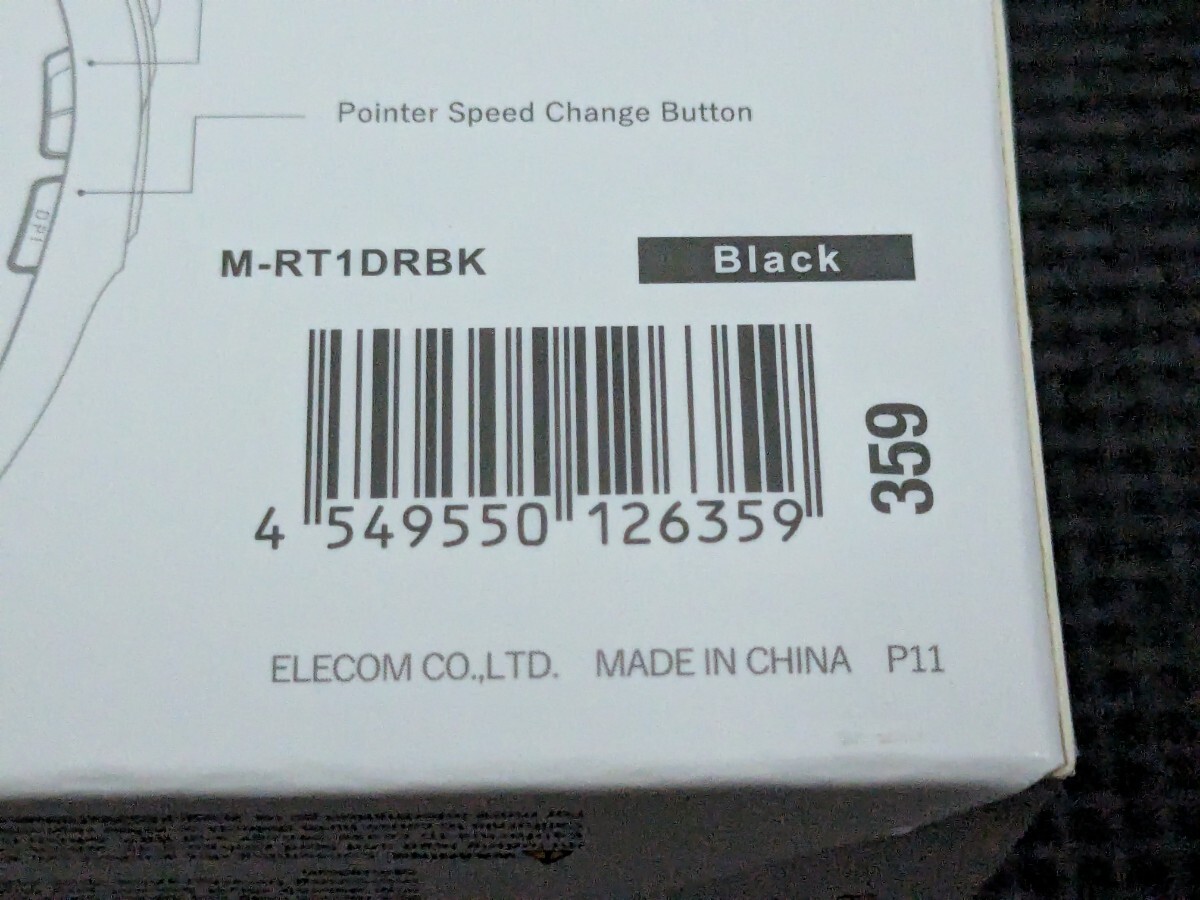 Pointer Speed Change Button
DPI
M-RT1DRBK Black
359
4 549550 126359
ELECOM CO.,LTD. MADE IN CHINA P11